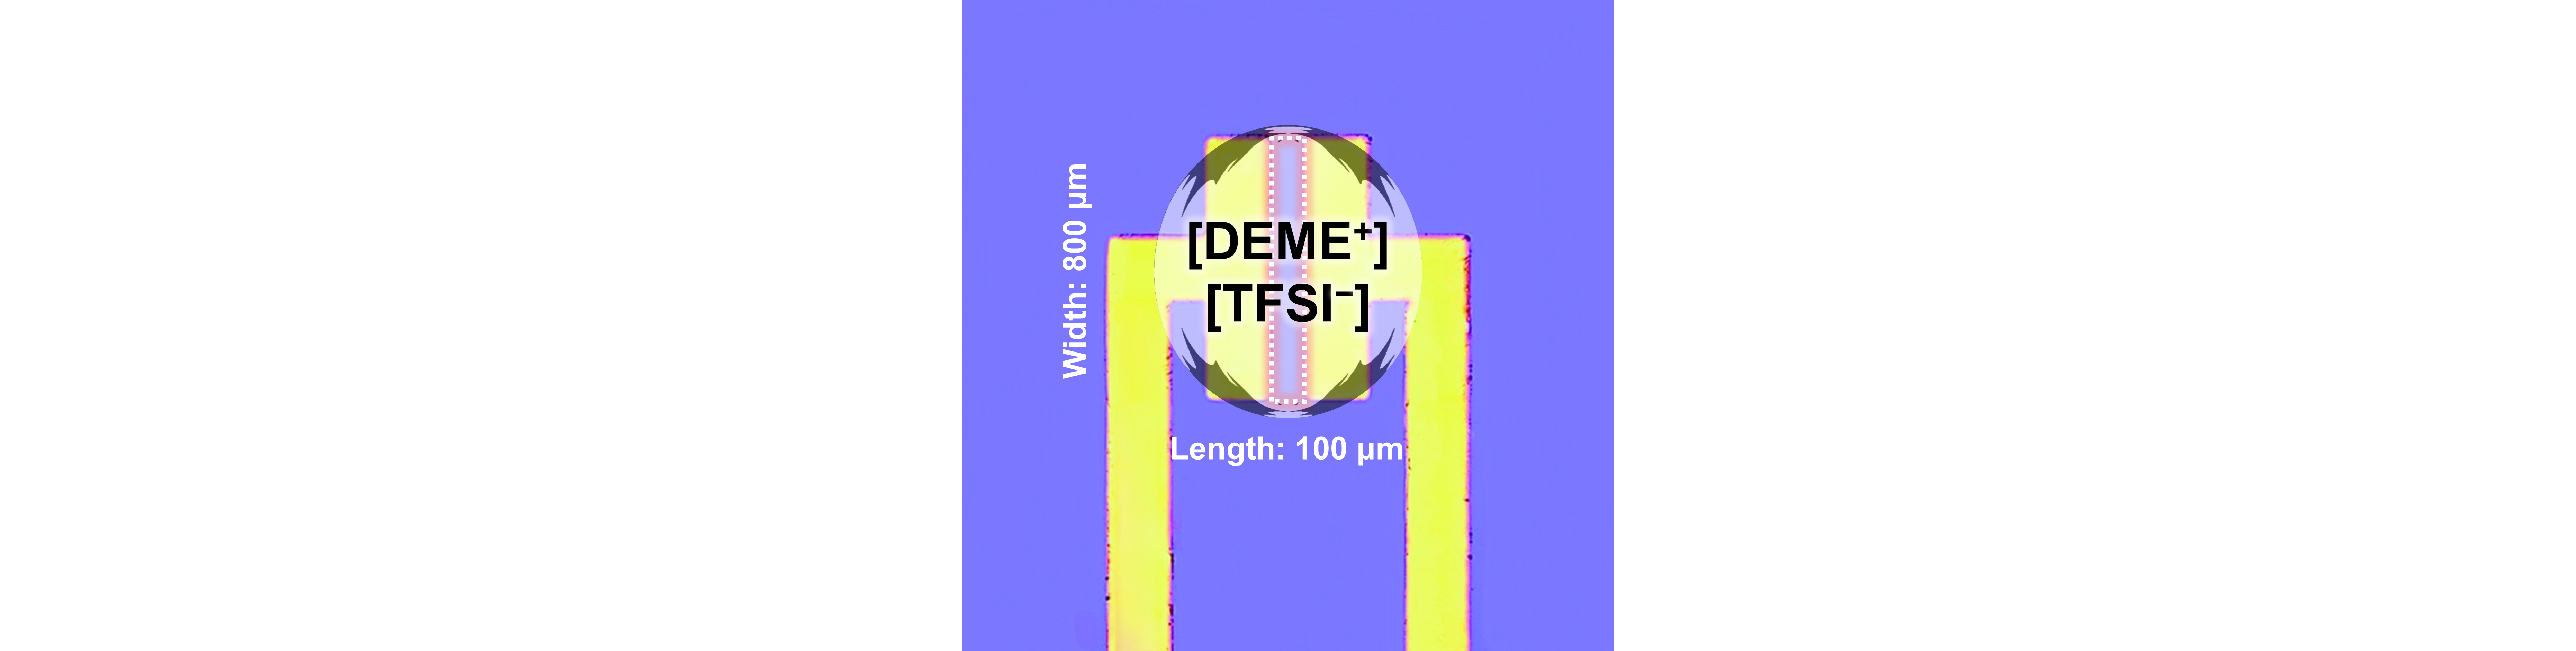 Width: 800 µm
[DEME⁺]
[TFSI⁻]
Length: 100 µm